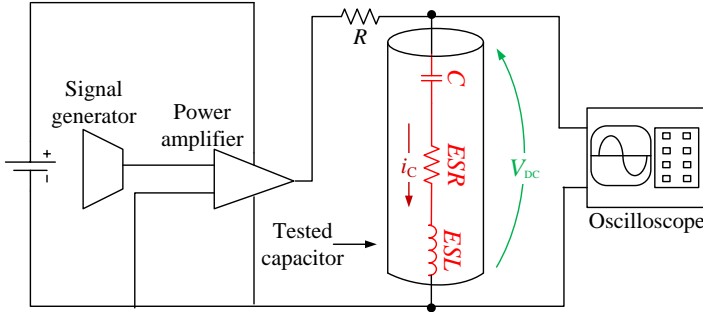 R
Signal
generator
Power
amplifier
+
-
C
ESR
i_C
V_DC
ESL
Tested
capacitor
Oscilloscope